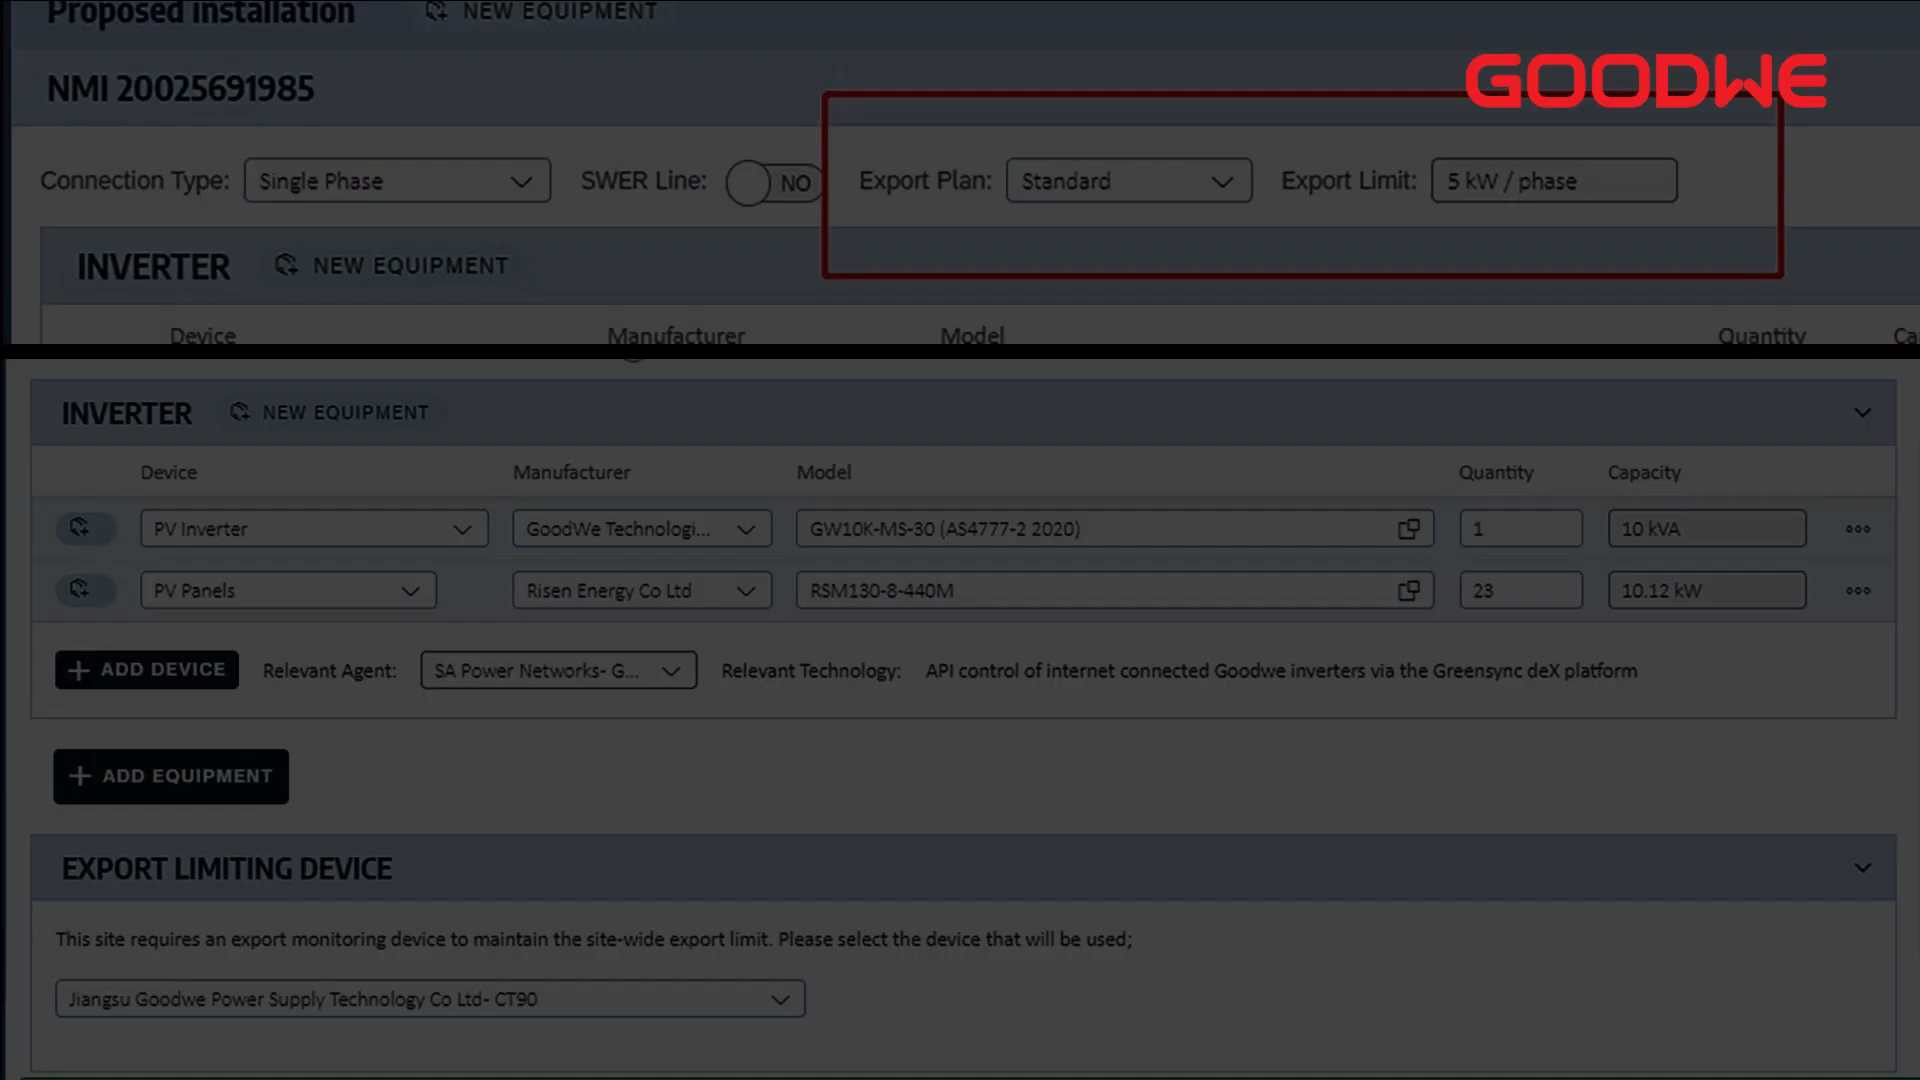 Proposed installation NEW EQUIPMENT
GOODWE
NMI 20025691985
Connection Type: Single Phase SWER Line: NO Export Plan: Standard Export Limit: 5 kW / phase
INVERTER NEW EQUIPMENT
Device Manufacturer Model Quantity Ca
INVERTER NEW EQUIPMENT
Device Manufacturer Model Quantity Capacity
PV Inverter GoodWe Technologi... GW10K-MS-30 (AS4777-2 2020) 1 10 kVA
PV Panels Risen Energy Co Ltd RSM130-8-440M 23 10.12 kW
ADD DEVICE Relevant Agent: SA Power Networks- G... Relevant Technology: API control of internet connected Goodwe inverters via the Greensync deX platform
ADD EQUIPMENT
EXPORT LIMITING DEVICE
This site requires an export monitoring device to maintain the site-wide export limit. Please select the device that will be used;
Jiangsu Goodwe Power Supply Technology Co Ltd- CT90